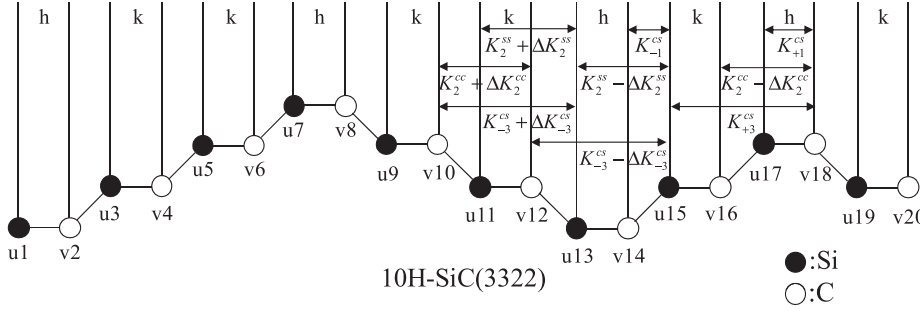 h k k h k k h k h k
K_2^{ss} + ΔK_2^{ss} K_{-1}^{cs} K_{+1}^{cs}
K_2^{cc} + ΔK_2^{cc} K_2^{ss} − ΔK_2^{ss} K_2^{cc} − ΔK_2^{cc}
K_{-3}^{cs} + ΔK_{-3}^{cs} K_{+3}^{cs}
K_{-3}^{cs} − ΔK_{-3}^{cs}
u7 v8
u5 v6 u9 v10 u17 v18
u3 v4 u11 v12 u15 v16 u19 v20
u1 v2 u13 v14
10H-SiC(3322)
:Si
:C